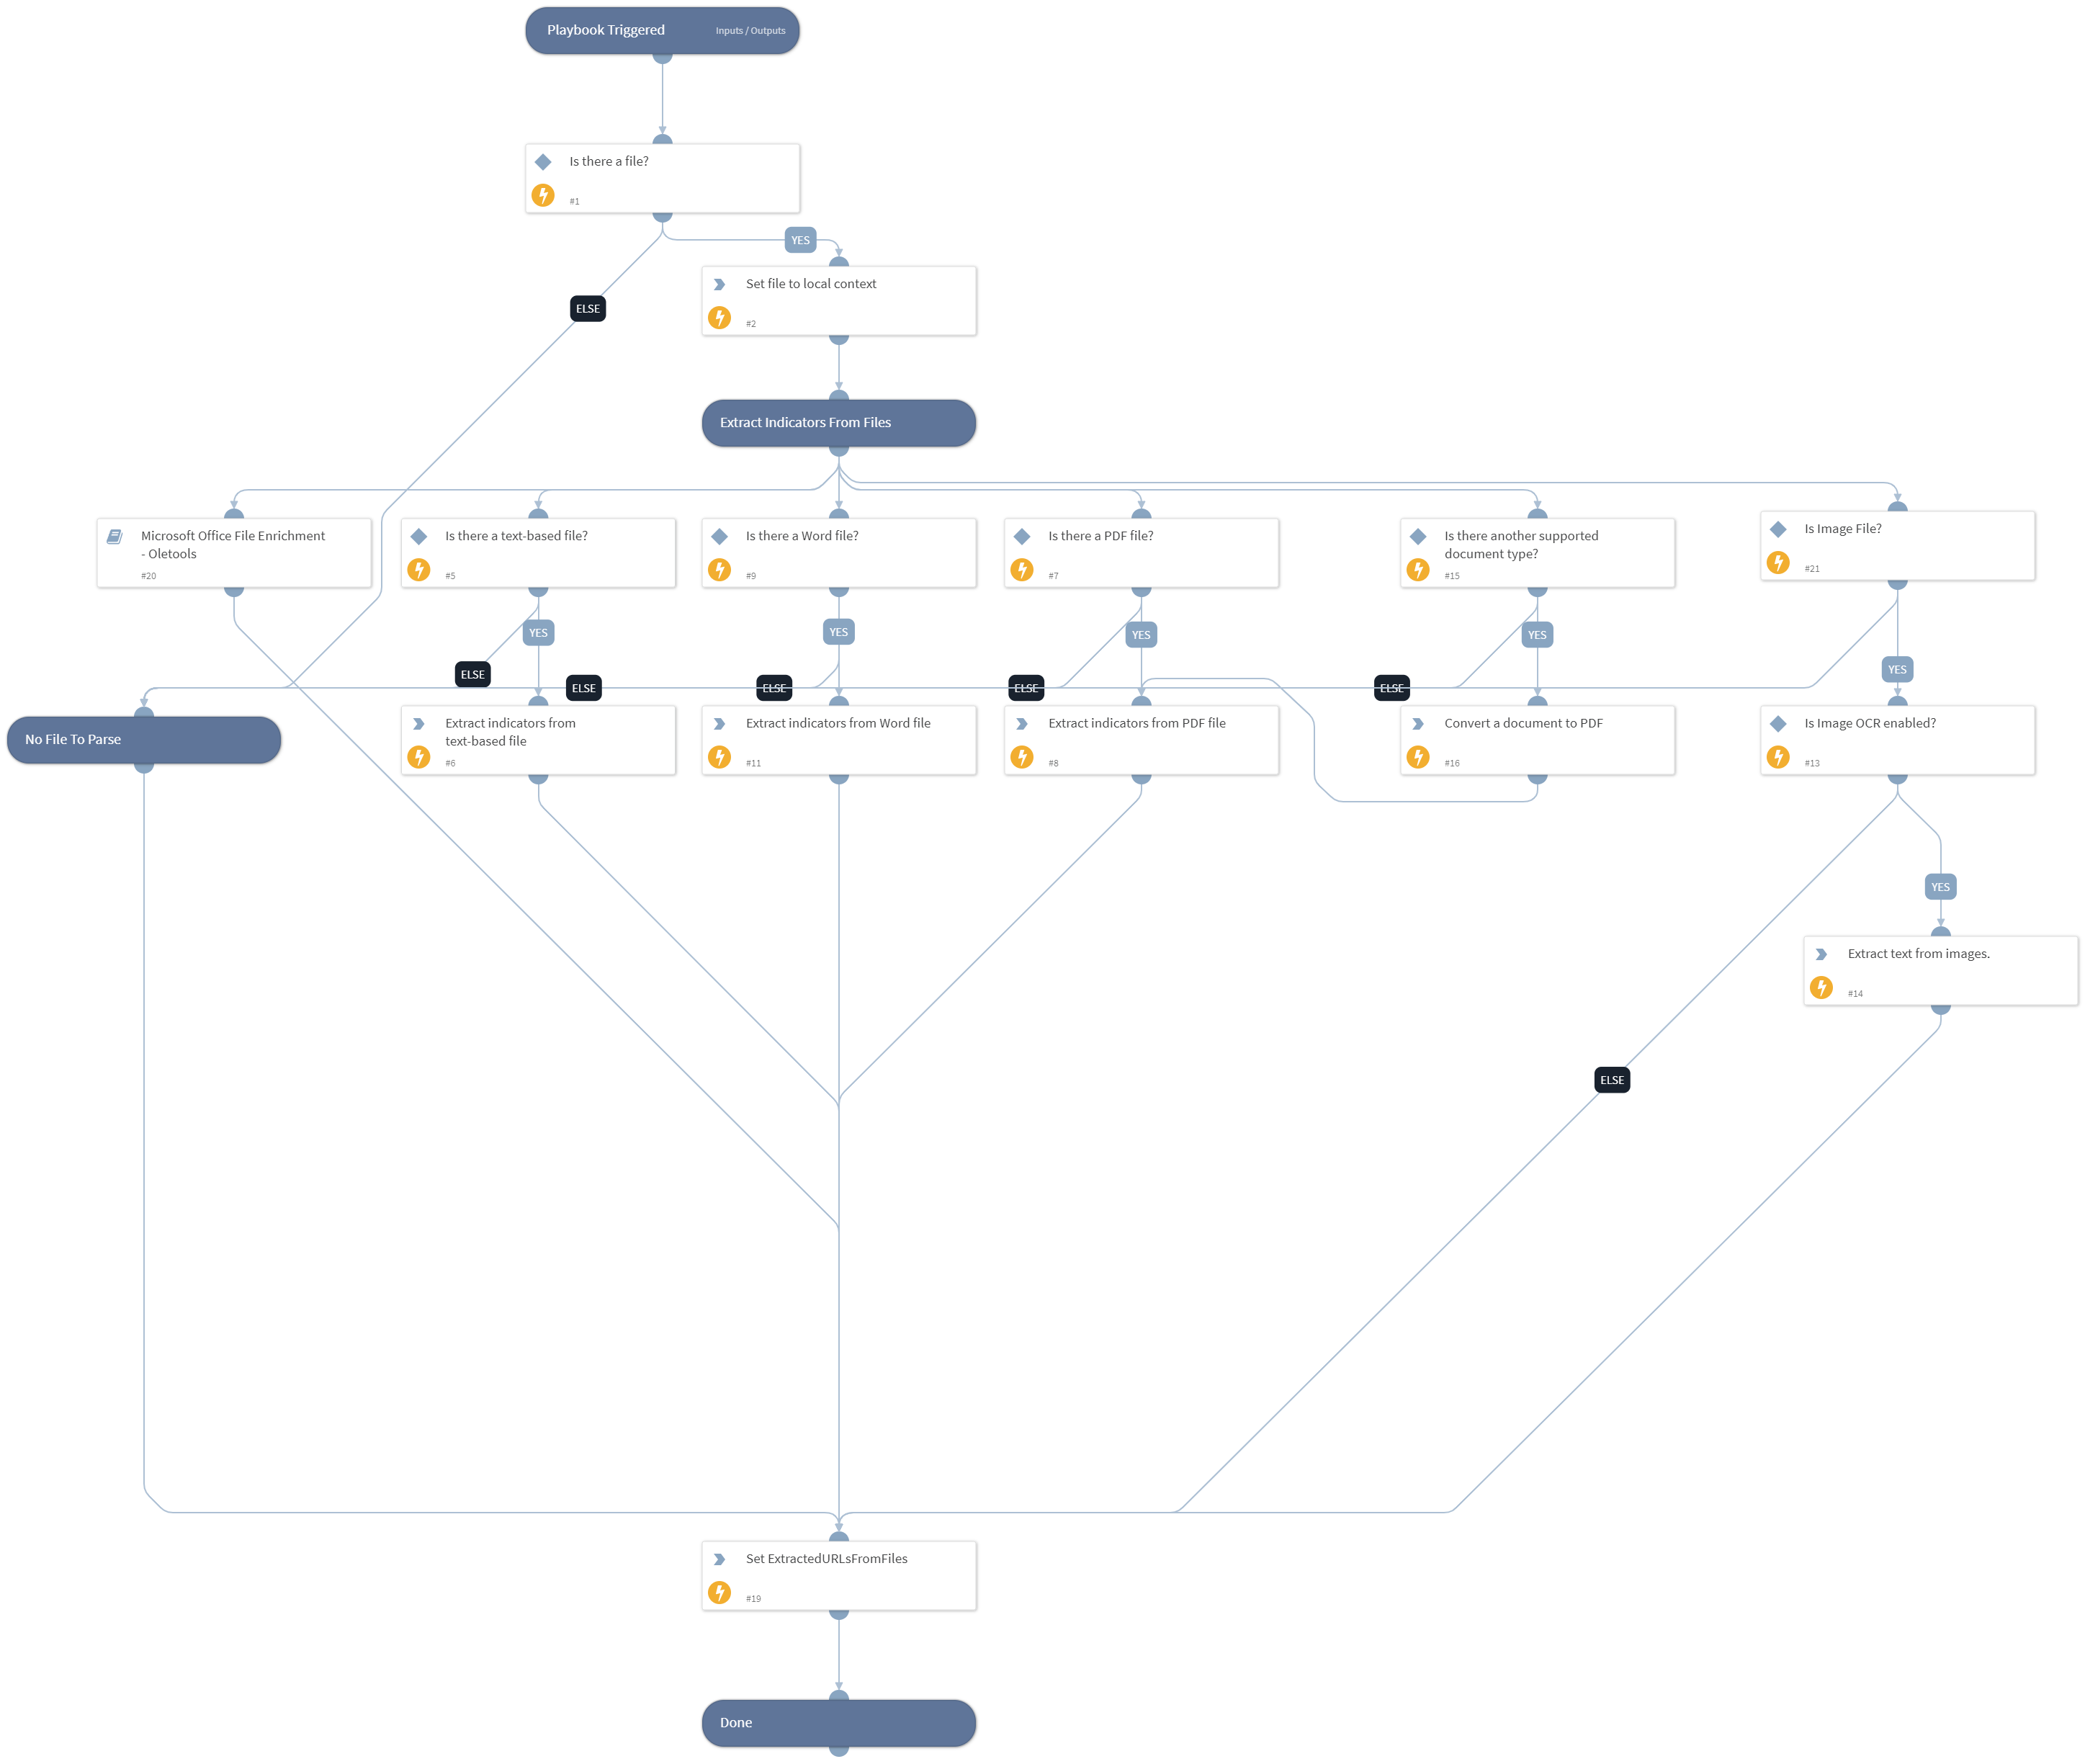 Playbook Triggered
Inputs / Outputs
Is there a file?
#1
YES
ELSE
Set file to local context
#2
Extract Indicators From Files
Microsoft Office File Enrichment
- Oletools
#20
Is there a text-based file?
#5
Is there a Word file?
#9
Is there a PDF file?
#7
Is there another supported
document type?
#15
Is Image File?
#21
YES
YES
YES
YES
YES
ELSE
ELSE
ELSE
ELSE
ELSE
No File To Parse
Extract indicators from
text-based file
#6
Extract indicators from Word file
#11
Extract indicators from PDF file
#8
Convert a document to PDF
#16
Is Image OCR enabled?
#13
YES
Extract text from images.
#14
ELSE
Set ExtractedURLsFromFiles
#19
Done